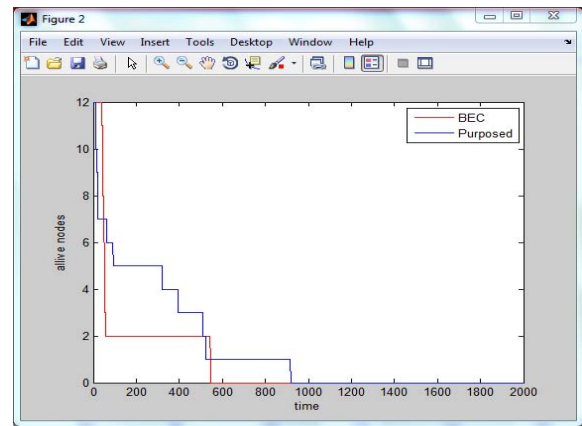 Figure 2
File Edit View Insert Tools Desktop Window Help
BEC
Purposed
12
10
8
6
4
2
0
allive nodes
0 200 400 600 800 1000 1200 1400 1600 1800 2000
time